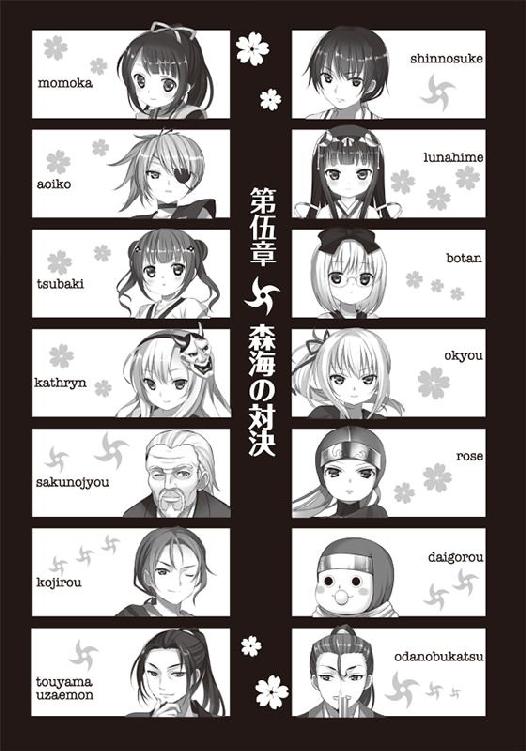 momoka
shinnosuke
aoiko
lunahime
tsubaki
botan
kathryn
okyou
sakunojyou
rose
kojirou
daigorou
touyama
uzaemon
odanobukatsu
第伍章
森海の対決